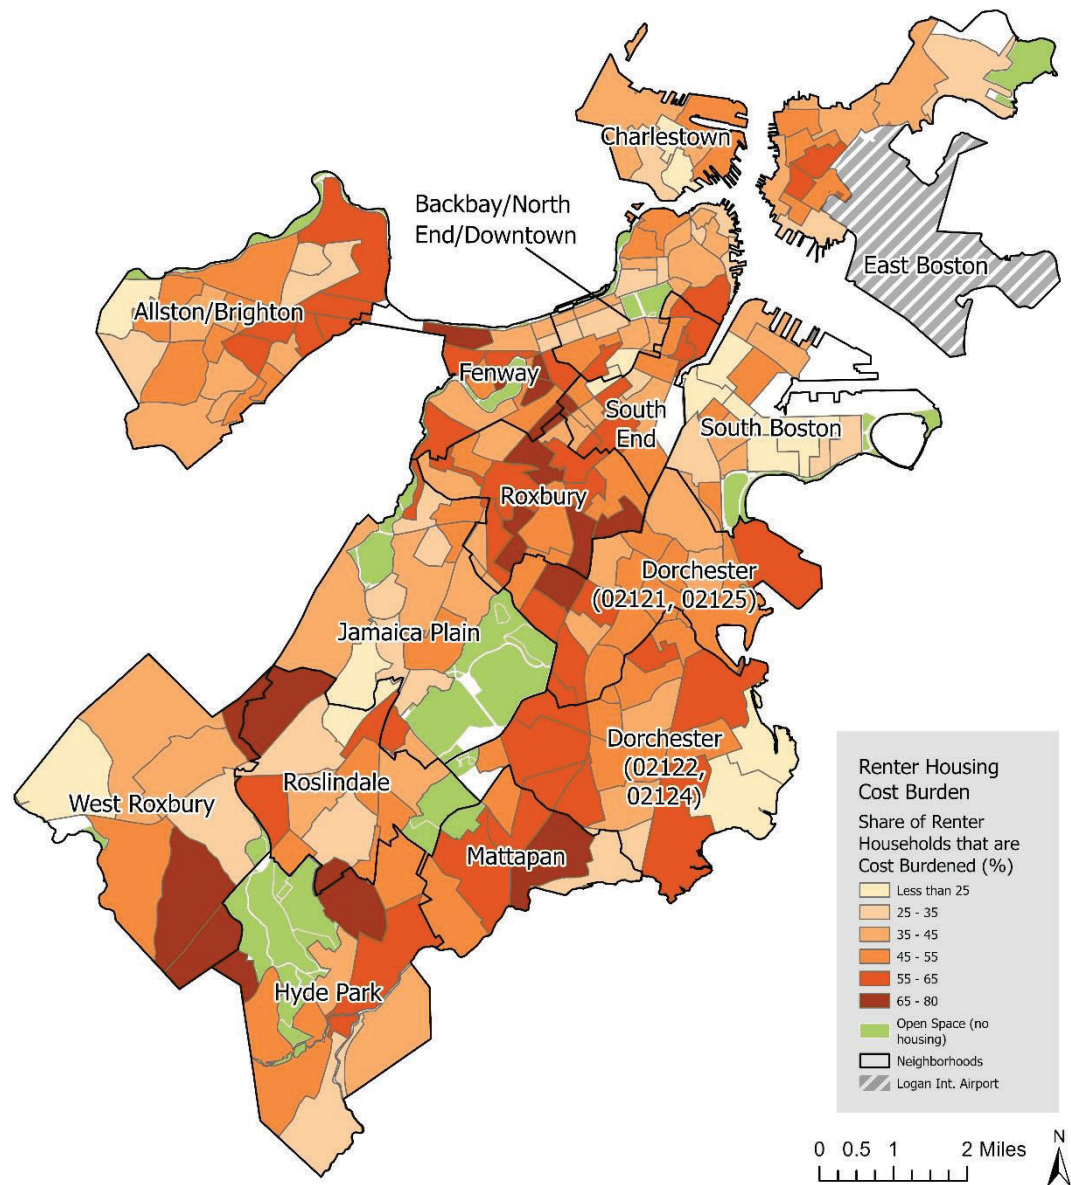 Charlestown
Backbay/North
End/Downtown
East Boston
Allston/Brighton
Fenway
South
End
South Boston
Roxbury
Dorchester
(02121, 02125)
Jamaica Plain
Dorchester
(02122,
02124)
Roslindale
West Roxbury
Mattapan
Hyde Park
Renter Housing
Cost Burden
Share of Renter
Households that are
Cost Burdened (%)
Less than 25
25 - 35
35 - 45
45 - 55
55 - 65
65 - 80
Open Space (no
housing)
Neighborhoods
Logan Int. Airport
0 0.5 1 2 Miles
N